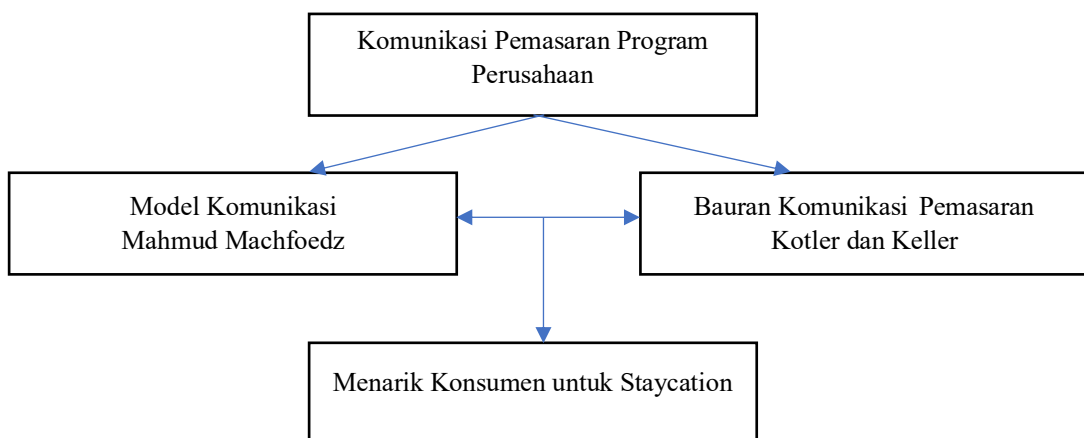 Komunikasi Pemasaran Program
Perusahaan
Model Komunikasi
Mahmud Machfoedz
Bauran Komunikasi Pemasaran
Kotler dan Keller
Menarik Konsumen untuk Staycation